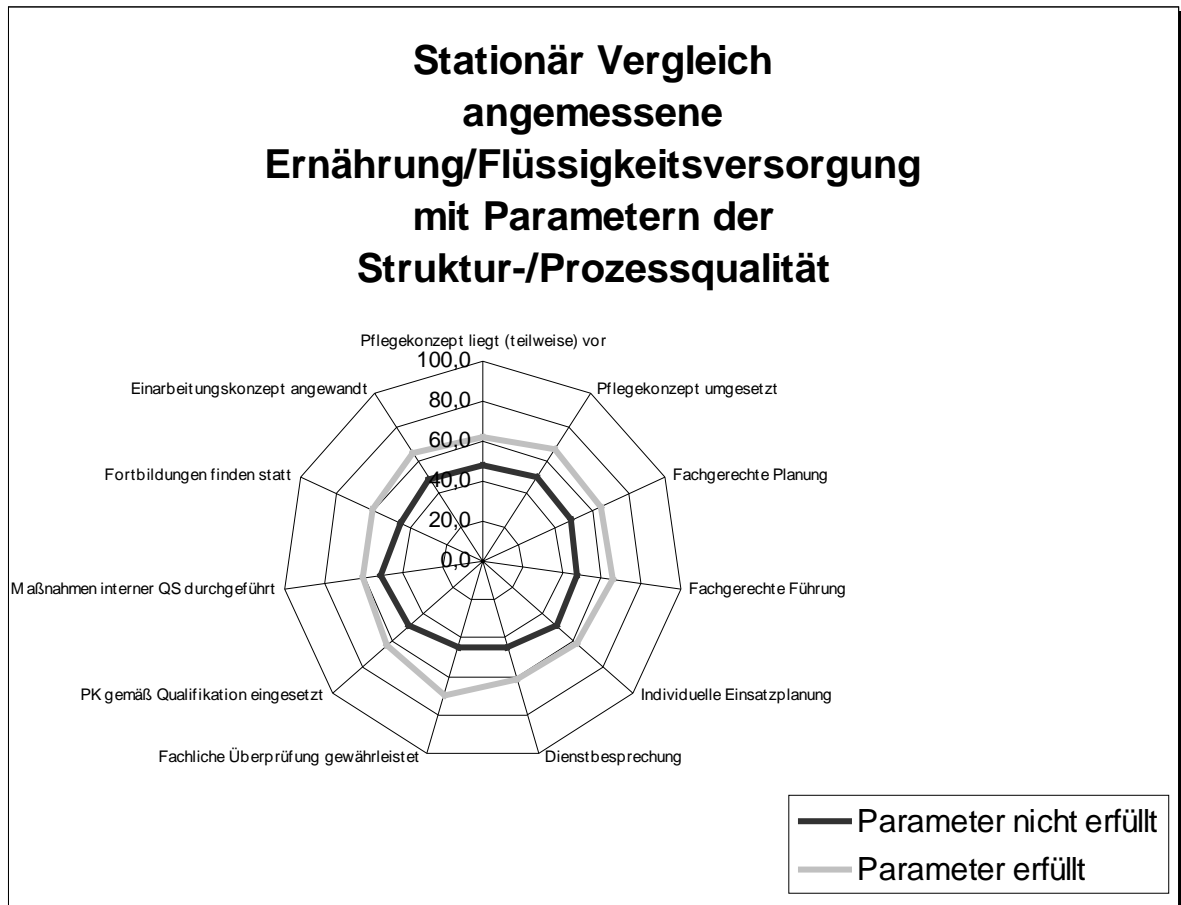 Stationär Vergleich
angemessene
Ernährung/Flüssigkeitsversorgung
mit Parametern der
Struktur-/Prozessqualität
Pflegekonzept liegt (teilweise) vor
100,0
Einarbeitungskonzept angewandt
Pflegekonzept umgesetzt
80,0
60,0
Fortbildungen finden statt
Fachgerechte Planung
40,0
20,0
0,0
Maßnahmen interner QS durchgeführt
Fachgerechte Führung
PK gemäß Qualifikation eingesetzt
Individuelle Einsatzplanung
Fachliche Überprüfung gewährleistet
Dienstbesprechung
Parameter nicht erfüllt
Parameter erfüllt